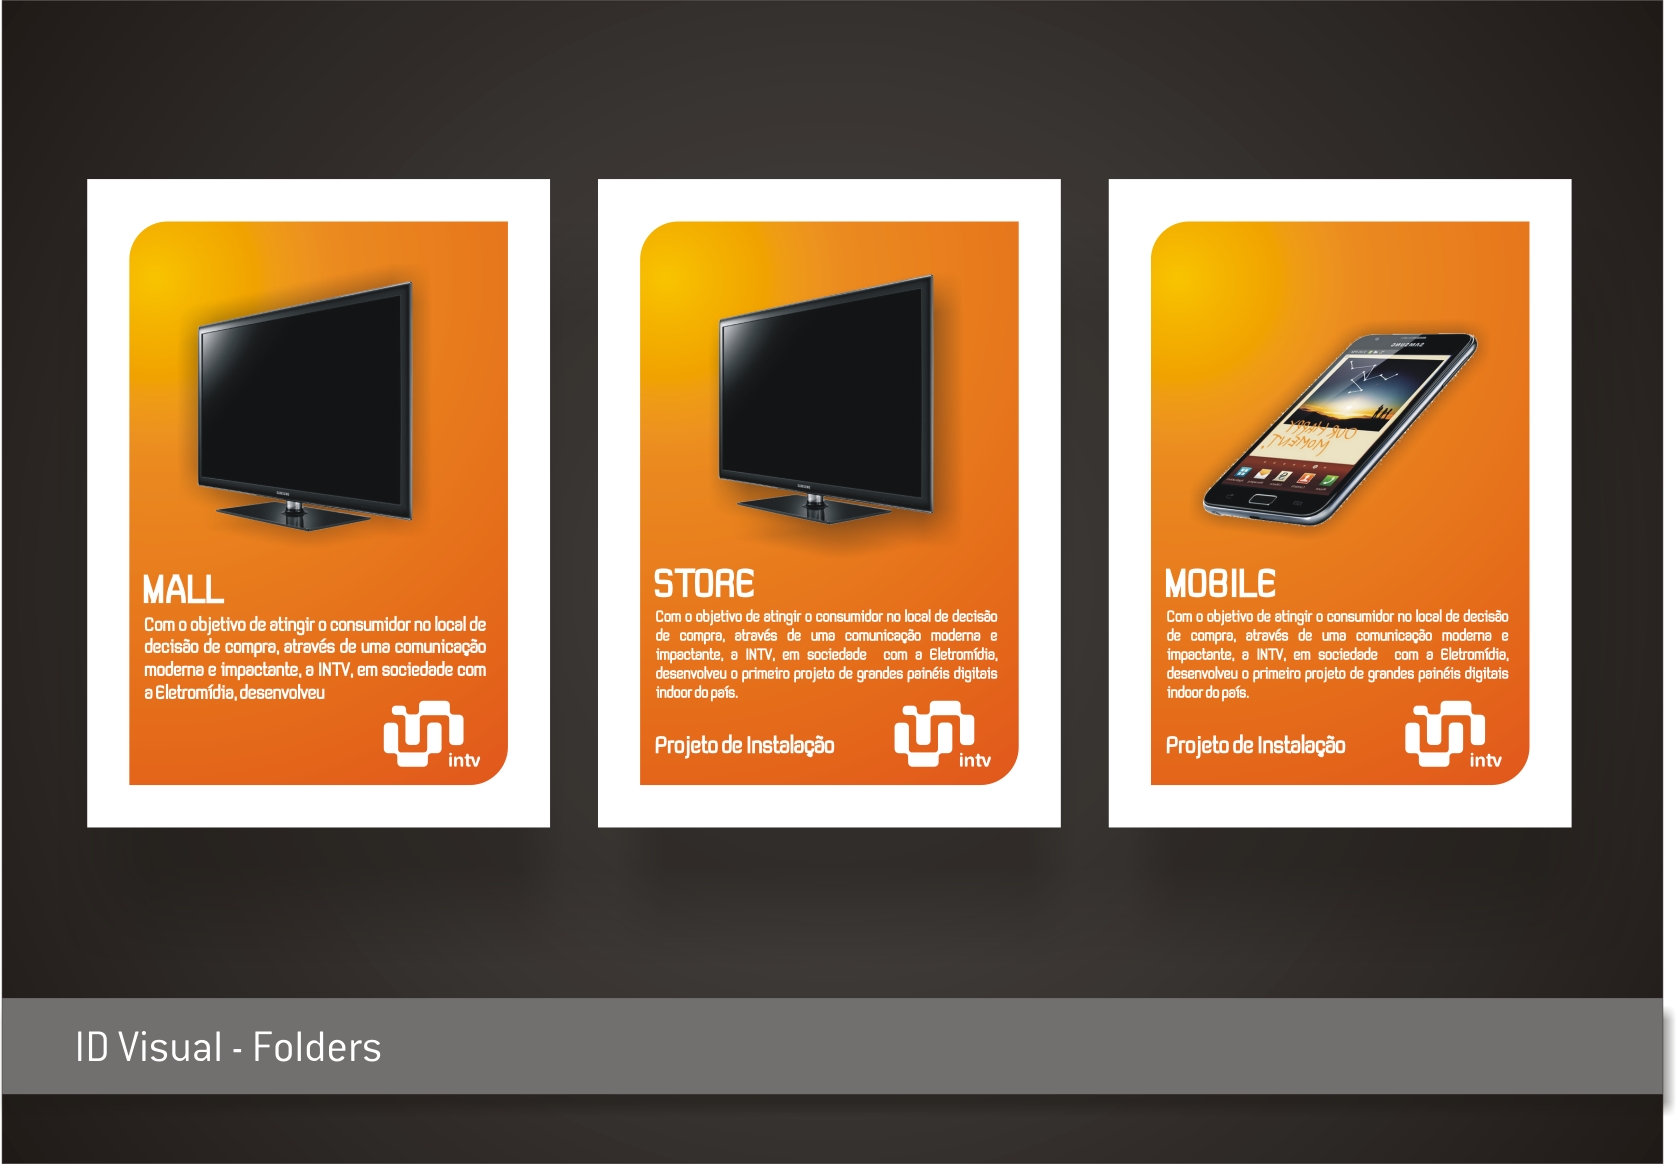 MALL
Com o objetivo de atingir o consumidor no local de
decisão de compra, através de uma comunicação
moderna e impactante, a INTV, em sociedade com
a Eletromídia, desenvolveu
intv
STORE
Com o objetivo de atingir o consumidor no local de decisão
de compra, através de uma comunicação moderna e
impactante, a INTV, em sociedade com a Eletromídia,
desenvolveu o primeiro projeto de grandes painéis digitais
indoor do país.
Projeto de Instalação
intv
SAMSUNG
MOBILE
Com o objetivo de atingir o consumidor no local de decisão
de compra, através de uma comunicação moderna e
impactante, a INTV, em sociedade com a Eletromídia,
desenvolveu o primeiro projeto de grandes painéis digitais
indoor do país.
Projeto de Instalação
intv
ID Visual - Folders